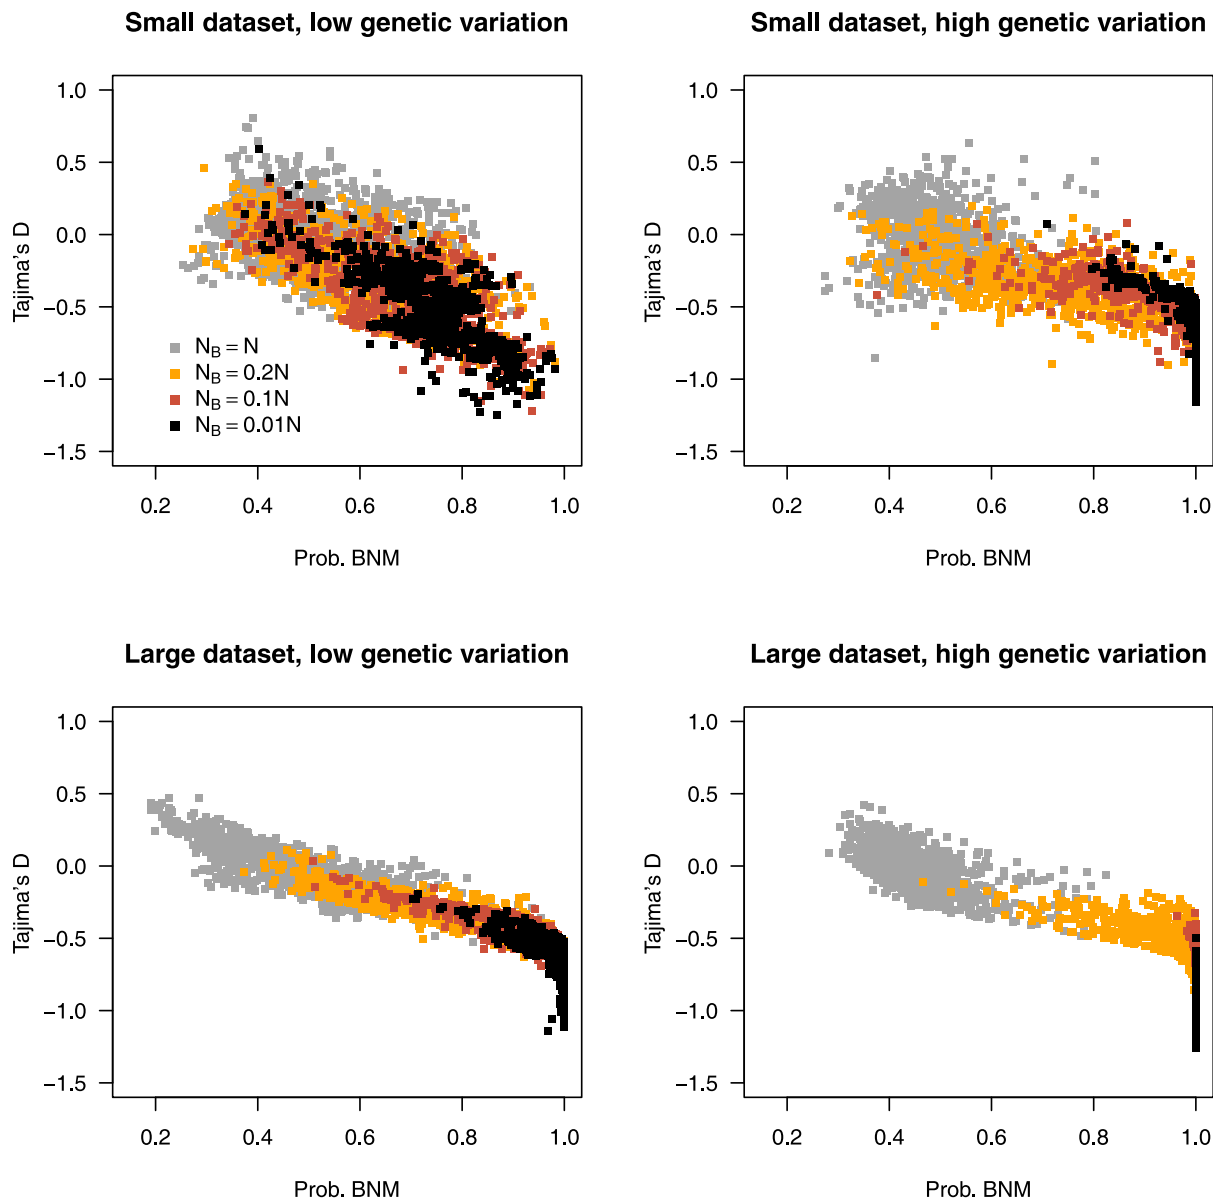 Small dataset, low genetic variation
Tajima's D
1.0
0.5
0.0
−0.5
−1.0
−1.5
N_B = N
N_B = 0.2N
N_B = 0.1N
N_B = 0.01N
0.2 0.4 0.6 0.8 1.0
Prob. BNM
Small dataset, high genetic variation
Tajima's D
1.0
0.5
0.0
−0.5
−1.0
−1.5
0.2 0.4 0.6 0.8 1.0
Prob. BNM
Large dataset, low genetic variation
Tajima's D
1.0
0.5
0.0
−0.5
−1.0
−1.5
0.2 0.4 0.6 0.8 1.0
Prob. BNM
Large dataset, high genetic variation
Tajima's D
1.0
0.5
0.0
−0.5
−1.0
−1.5
0.2 0.4 0.6 0.8 1.0
Prob. BNM